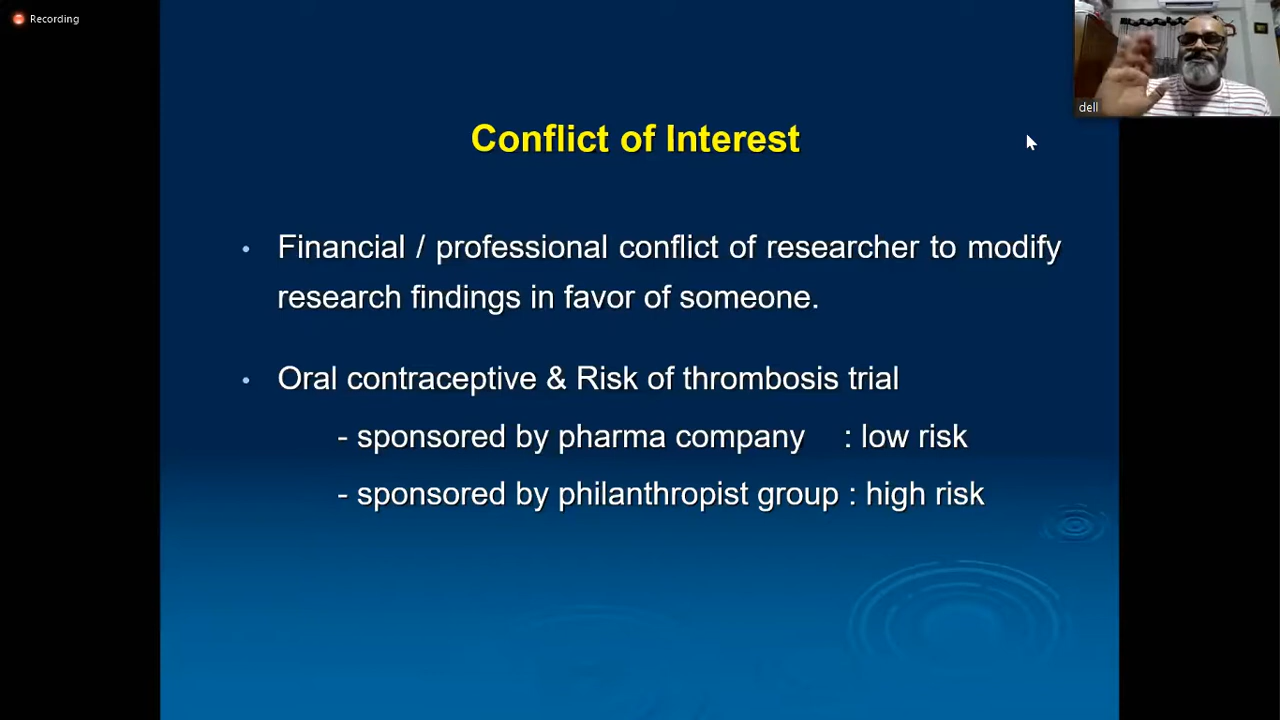 Recording
dell
Conflict of Interest
• Financial / professional conflict of researcher to modify
research findings in favor of someone.
• Oral contraceptive & Risk of thrombosis trial
- sponsored by pharma company : low risk
- sponsored by philanthropist group : high risk